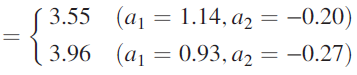 = { 3.55 (a₁ = 1.14, a₂ = −0.20)
3.96 (a₁ = 0.93, a₂ = −0.27)